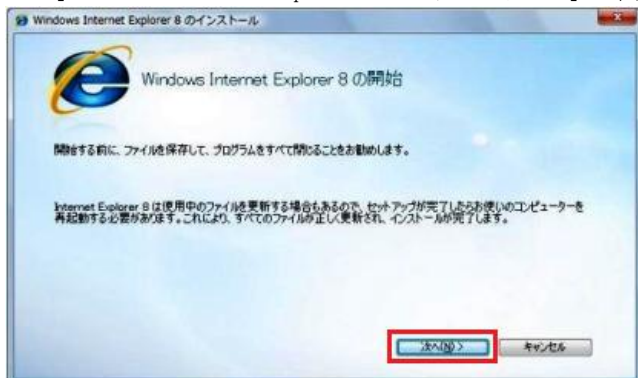 Windows Internet Explorer 8 のインストール
Windows Internet Explorer 8 の開始
開始する前に、ファイルを保存して、プログラムをすべて閉じることをお勧めします。
Internet Explorer 8 は使用中のファイルを更新する場合もあるので、セットアップが完了したらお使いのコンピューターを
再起動する必要があります。これにより、すべてのファイルが正しく更新され、インストールが完了します。
次へ(N) >
キャンセル